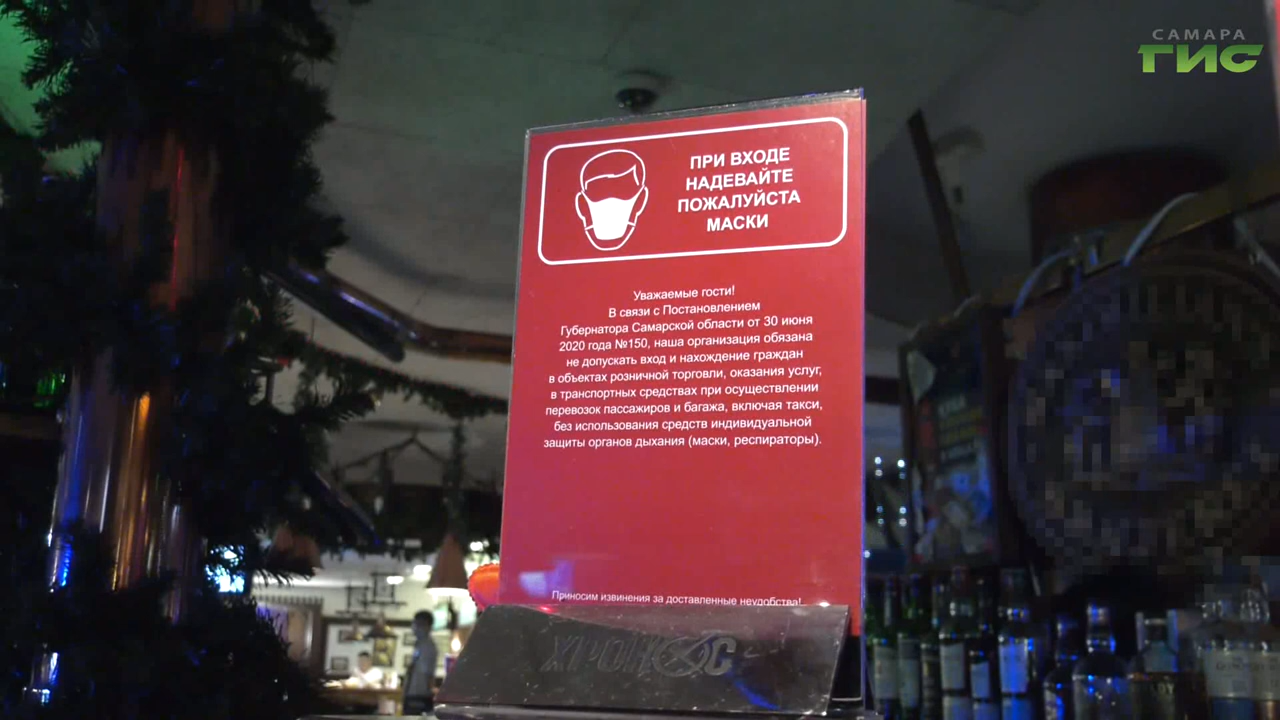 САМАРА
ГИС
ПРИ ВХОДЕ
НАДЕВАЙТЕ
ПОЖАЛУЙСТА
МАСКИ
Уважаемые гости!
В связи с Постановлением
Губернатора Самарской области от 30 июня
2020 года №150, наша организация обязана
не допускать вход и нахождение граждан
в объектах розничной торговли, оказания услуг,
в транспортных средствах при осуществлении
перевозок пассажиров и багажа, включая такси,
без использования средств индивидуальной
защиты органов дыхания (маски, респираторы).
Приносим извинения за доставленные неудобства!
ХРОНОС